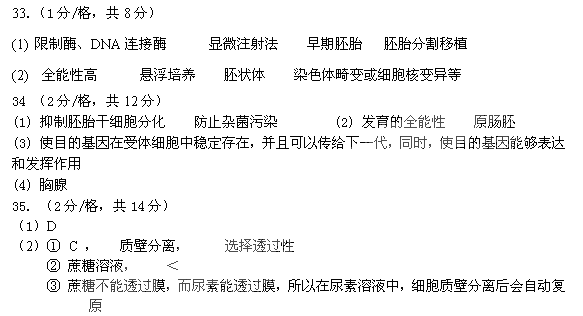 33.（1分/格，共8分）
(1) 限制酶、DNA连接酶 显微注射法 早期胚胎 胚胎分割移植
(2) 全能性高 悬浮培养 胚状体 染色体畸变或细胞核变异等
34 （2分/格，共12分）
(1) 抑制胚胎干细胞分化 防止杂菌污染 (2) 发育的全能性 原肠胚
(3) 使目的基因在受体细胞中稳定存在，并且可以传给下一代，同时，使目的基因能够表达
和发挥作用
(4) 胸腺
35. （2分/格，共14分）
（1）D
（2）① C ， 质壁分离， 选择透过性
② 蔗糖溶液， ＜
③ 蔗糖不能透过膜，而尿素能透过膜，所以在尿素溶液中，细胞质壁分离后会自动复
原